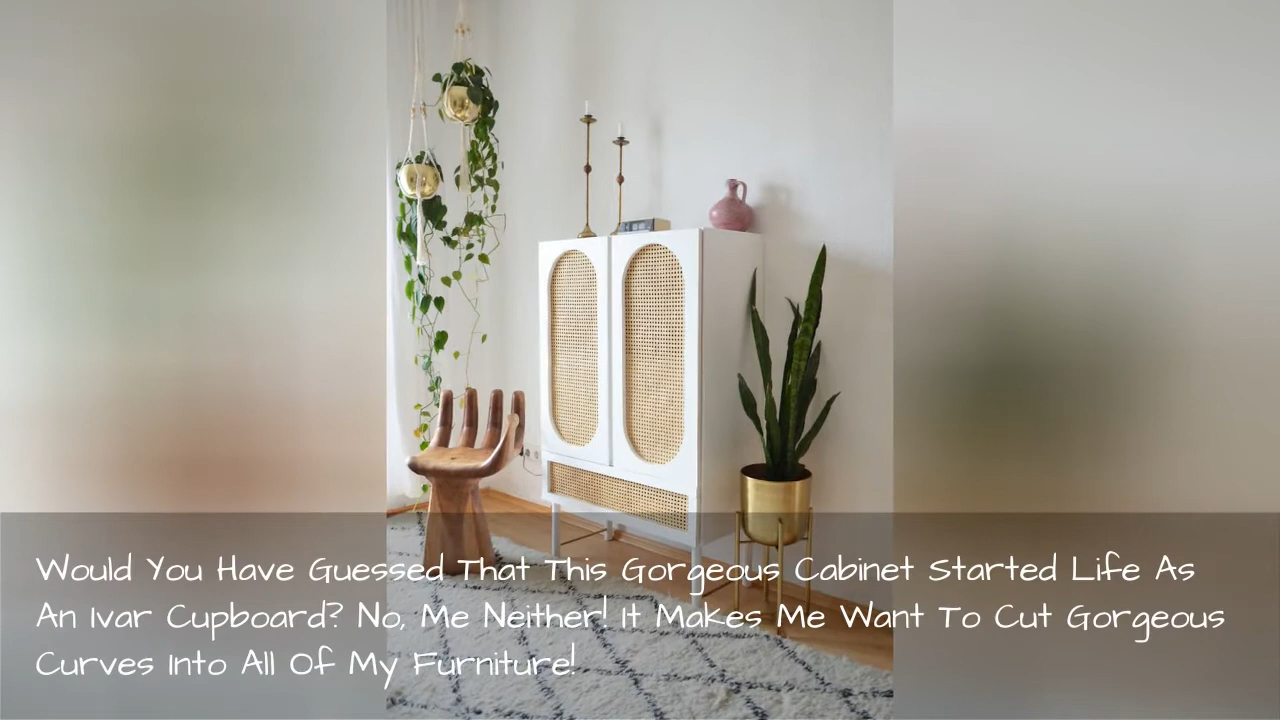 Would You Have Guessed That This Gorgeous Cabinet Started Life As
An Ivar Cupboard? No, Me Neither! It Makes Me Want To Cut Gorgeous
Curves Into All Of My Furniture!